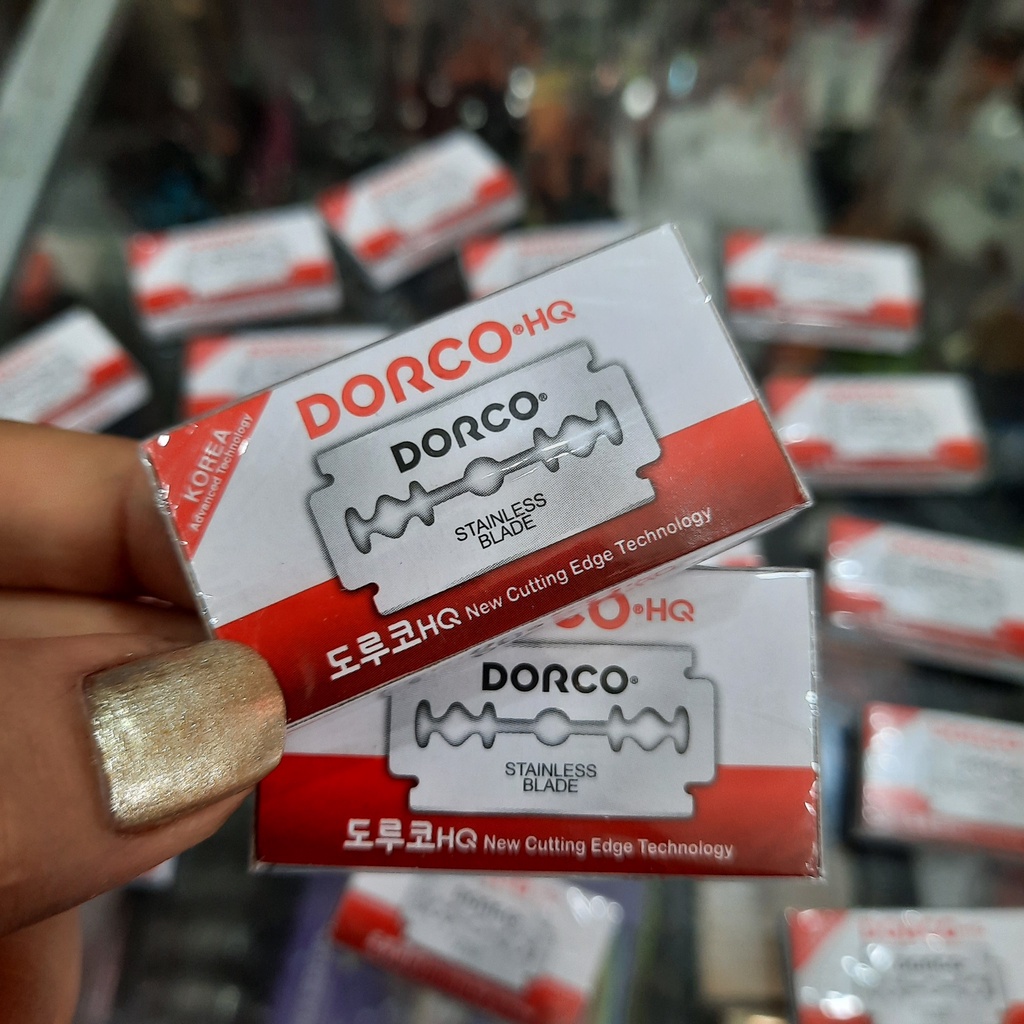 DORCO®HQ
KOREA
Advanced Technology
DORCO®
STAINLESS
BLADE
도루코HQ New Cutting Edge Technology
CO®HQ
DORCO®
STAINLESS
BLADE
도루코HQ New Cutting Edge Technology